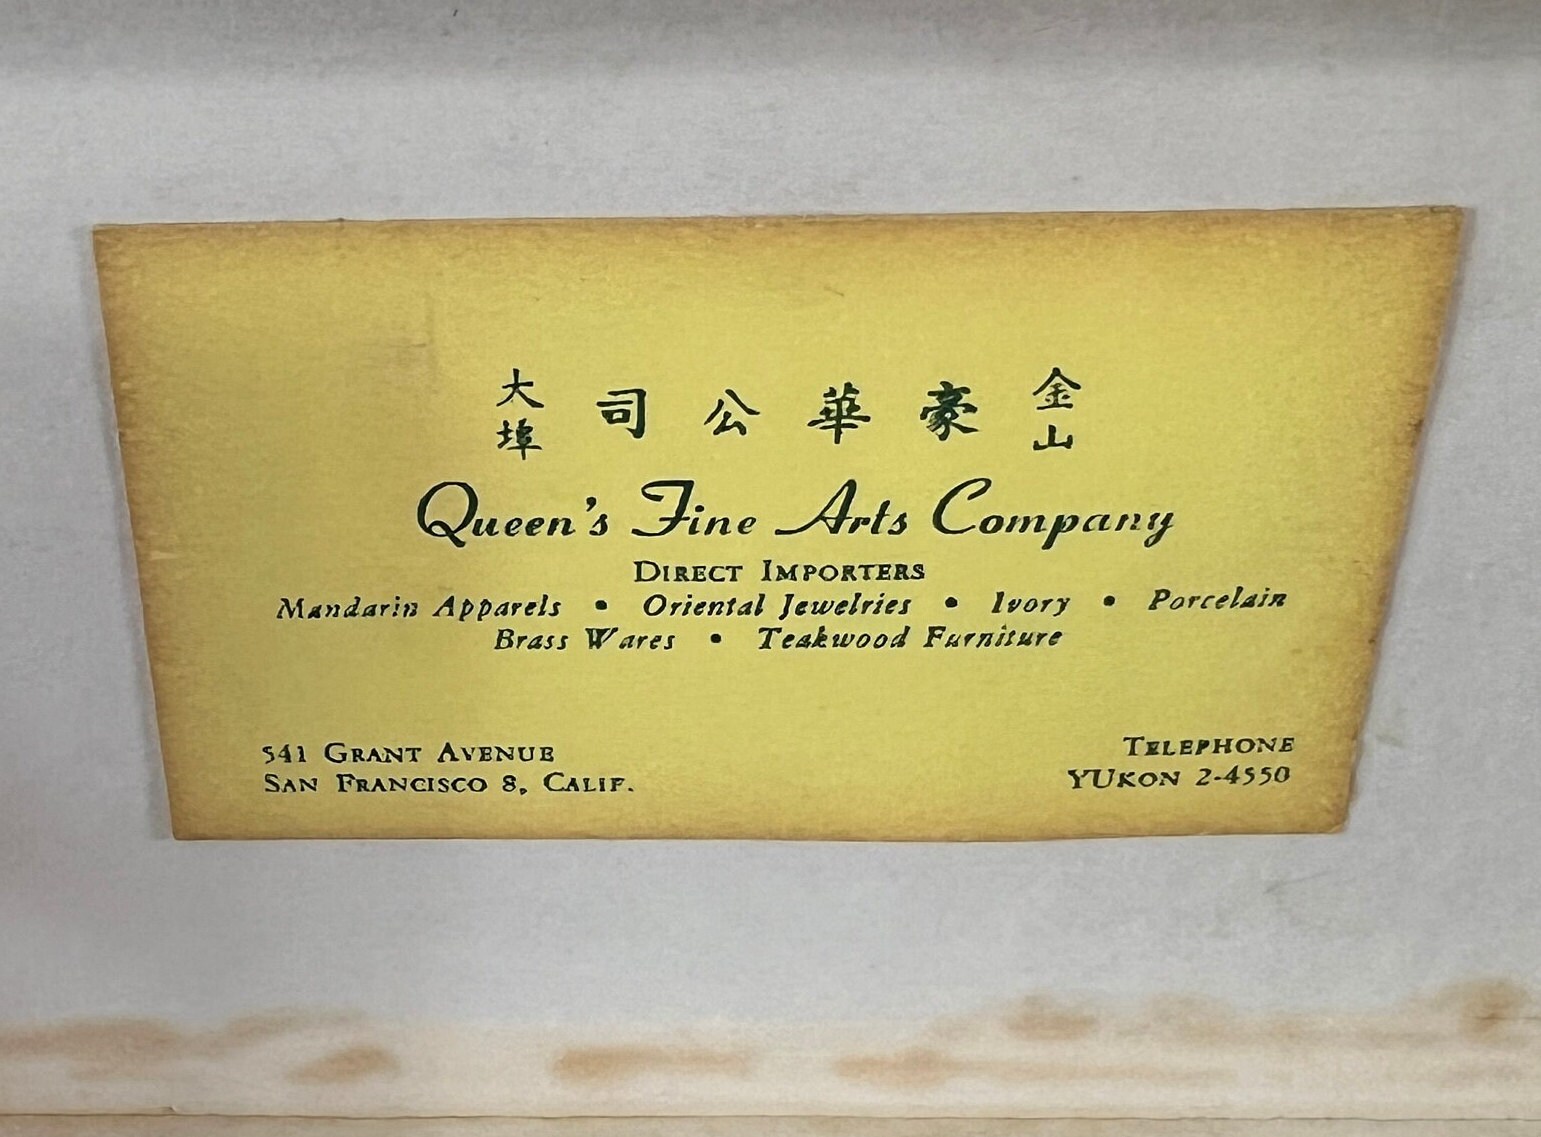 金山 豪華公司 大埠
Queen's Fine Arts Company
DIRECT IMPORTERS
Mandarin Apparels • Oriental Jewelries • Ivory • Porcelain
Brass Wares • Teakwood Furniture
541 GRANT AVENUE
SAN FRANCISCO 8, CALIF.
TELEPHONE
YUKON 2-4550